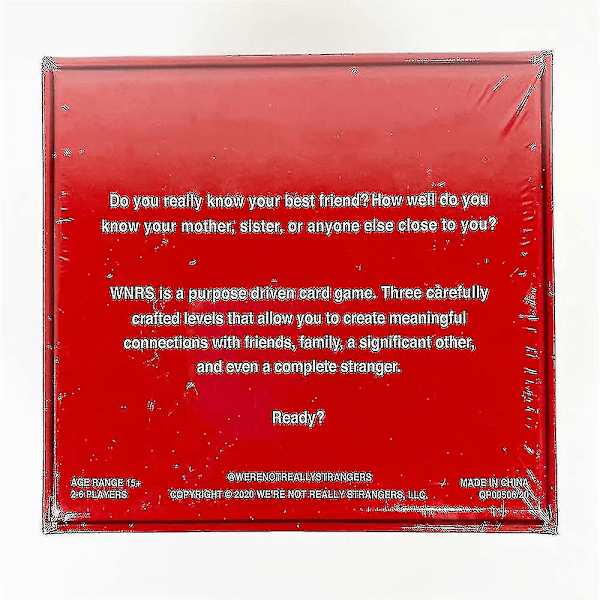 Do you really know your best friend? How well do you
know your mother, sister, or anyone else close to you?
WNRS is a purpose driven card game. Three carefully
crafted levels that allow you to create meaningful
connections with friends, family, a significant other,
and even a complete stranger.
Ready?
AGE RANGE 15+
2-6 PLAYERS
@WERENOTREALLYSTRANGERS
COPYRIGHT © 2020 WE'RE NOT REALLY STRANGERS, LLC.
MADE IN CHINA
QP00506/20